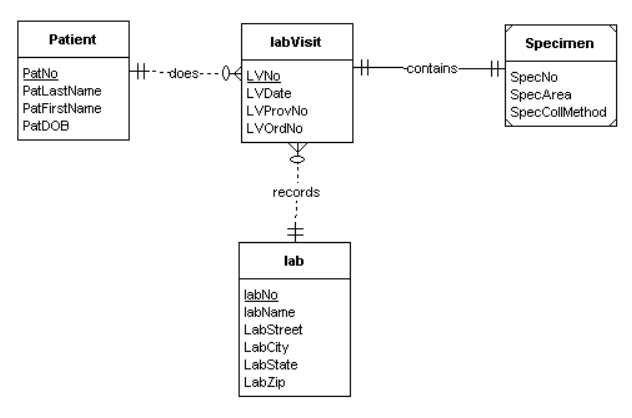 Patient
PatNo
PatLastName
PatFirstName
PatDOB
does
labVisit
LVNo
LVDate
LVProvNo
LVOrdNo
contains
Specimen
SpecNo
SpecArea
SpecCollMethod
records
lab
labNo
labName
LabStreet
LabCity
LabState
LabZip